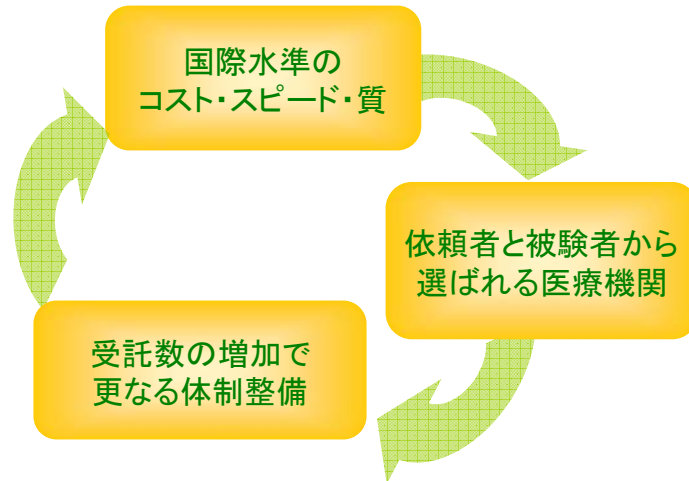 国際水準の
コスト・スピード・質
依頼者と被験者から
選ばれる医療機関
受託数の増加で
更なる体制整備